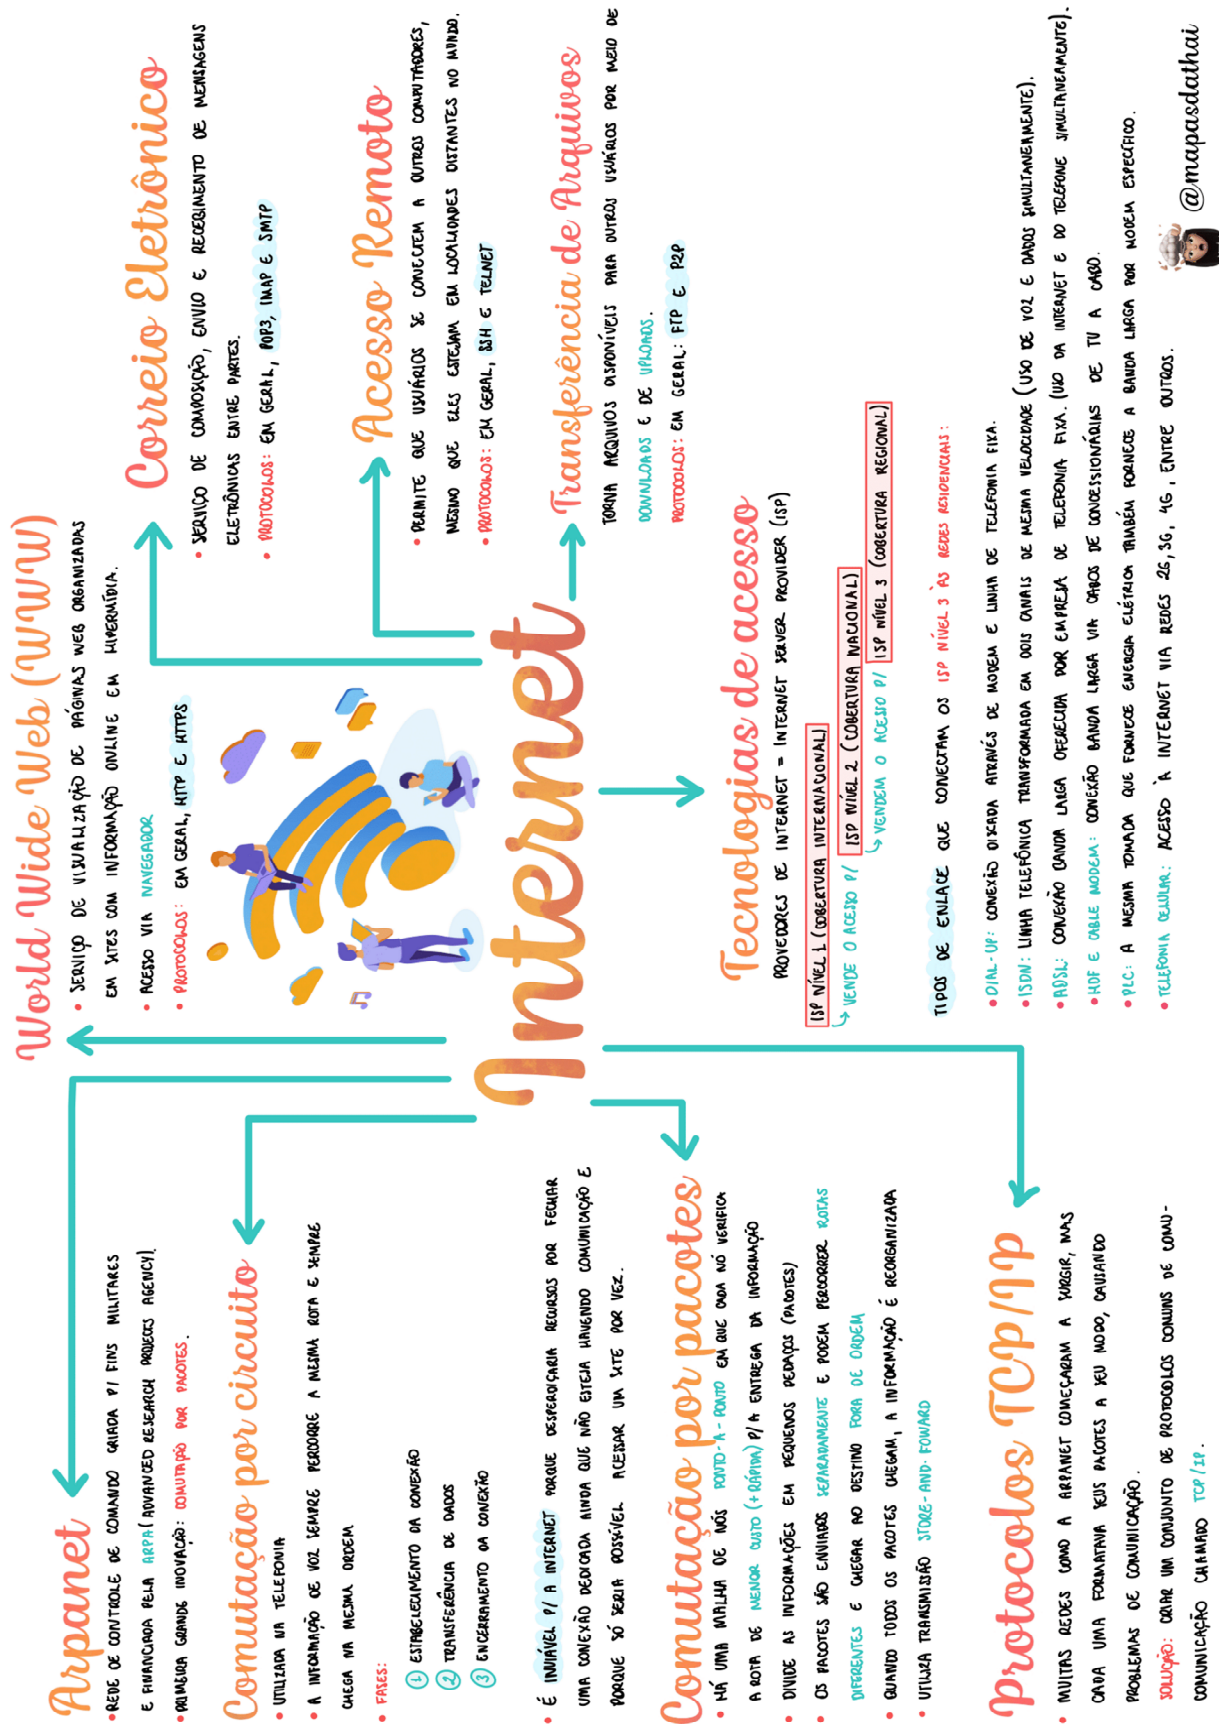 Arpanet
• REDE DE CONTROLE DE COMANDO CRIADA P/ FINS MILITARES
E FINANCIADA PELA ARPA (ADVANCED RESEARCH PROJECTS AGENCY).
• PRIMEIRA GRANDE INOVAÇÃO: COMUTAÇÃO POR PACOTES.
Comutação por circuito
• UTILIZADA NA TELEFONIA
• A INFORMAÇÃO DE VOZ SEMPRE PERCORRE A MESMA ROTA E SEMPRE
CHEGA NA MESMA ORDEM
• FASES:
1 ESTABELECIMENTO DA CONEXÃO
2 TRANSFERÊNCIA DE DADOS
3 ENCERRAMENTO DA CONEXÃO
• É INVIÁVEL P/ A INTERNET PORQUE DESPERDIÇARIA RECURSOS POR FECHAR
UMA CONEXÃO DEDICADA AINDA QUE NÃO ESTEJA HAVENDO COMUNICAÇÃO E
PORQUE SÓ SERIA POSSÍVEL ACESSAR UM SITE POR VEZ.
Comutação por pacotes
• HÁ UMA MALHA DE NÓS PONTO-A-PONTO EM QUE CADA NÓ VERIFICA
A ROTA DE MENOR CUSTO (+RÁPIDA) P/ A ENTREGA DA INFORMAÇÃO
• DIVIDE AS INFORMAÇÕES EM PEQUENOS PEDAÇOS (PACOTES)
• OS PACOTES SÃO ENVIADOS SEPARADAMENTE E PODEM PERCORRER ROTAS
DIFERENTES E CHEGAR AO DESTINO FORA DE ORDEM
• QUANDO TODOS OS PACOTES CHEGAM, A INFORMAÇÃO É REORGANIZADA
• UTILIZA TRANSMISSÃO STORE-AND-FOWARD
Protocolos TCP/IP
• MUITAS REDES COMO A ARPANET COMEÇARAM A SURGIR, MAS
CADA UMA FORMATAVA SEUS PACOTES A SEU MODO, CAUSANDO
PROBLEMAS DE COMUNICAÇÃO.
SOLUÇÃO: CRIAR UM CONJUNTO DE PROTOCOLOS COMUNS DE COMU-
COMUNICAÇÃO CHAMADO TCP/IP.
World Wide Web (WWW)
• SERVIÇO DE VISUALIZAÇÃO DE PÁGINAS WEB ORGANIZADAS
EM SITES COM INFORMAÇÃO ONLINE EM HIPERMÍDIA.
• ACESSO VIA NAVEGADOR
• PROTOCOLOS: EM GERAL, HTTP E HTTPS
Internet
Correio Eletrônico
• SERVIÇO DE COMPOSIÇÃO, ENVIO E RECEBIMENTO DE MENSAGENS
ELETRÔNICAS ENTRE PARTES.
• PROTOCOLOS: EM GERAL, POP3, IMAP E SMTP
Acesso Remoto
• PERMITE QUE USUÁRIOS SE CONECTEM A OUTROS COMPUTADORES,
MESMO QUE ELES ESTEJAM EM LOCALIDADES DISTANTES NO MUNDO.
• PROTOCOLOS: EM GERAL, SSH E TELNET
Transferência de Arquivos
TORNA ARQUIVOS DISPONÍVEIS PARA OUTROS USUÁRIOS POR MEIO DE
DOWNLOADS E DE UPLOADS.
PROTOCOLOS: EM GERAL: FTP E P2P
Tecnologias de acesso
PROVEDORES DE INTERNET = INTERNET SERVER PROVIDER (ISP)
ISP NÍVEL 1 (COBERTURA INTERNACIONAL)
VENDE O ACESSO P/ ISP NÍVEL 2 (COBERTURA NACIONAL)
VENDEM O ACESSO P/ ISP NÍVEL 3 (COBERTURA REGIONAL)
TIPOS DE ENLACE QUE CONECTAM OS ISP NÍVEL 3 ÀS REDES RESIDENCIAIS:
• DIAL-UP: CONEXÃO DISCADA ATRAVÉS DE MODEM E LINHA DE TELEFONIA FIXA.
• ISDN: LINHA TELEFÔNICA TRANSFORMADA EM DOIS CANAIS DE MESMA VELOCIDADE (USO DE VOZ E DADOS SIMULTANEAMENTE).
• ADSL: CONEXÃO BANDA LARGA OFERECIDA POR EMPRESA DE TELEFONIA FIXA. (USO DA INTERNET E DO TELEFONE SIMULTANEAMENTE).
• HDF E CABLE MODEM: CONEXÃO BANDA LARGA VIA CABOS DE CONCESSIONÁRIAS DE TV A CABO.
• PLC: A MESMA TOMADA QUE FORNECE ENERGIA ELÉTRICA TAMBÉM FORNECE A BANDA LARGA POR MODEM ESPECÍFICO.
• TELEFONIA CELULAR: ACESSO À INTERNET VIA REDES 2G, 3G, 4G, ENTRE OUTROS.
@mapasdathai